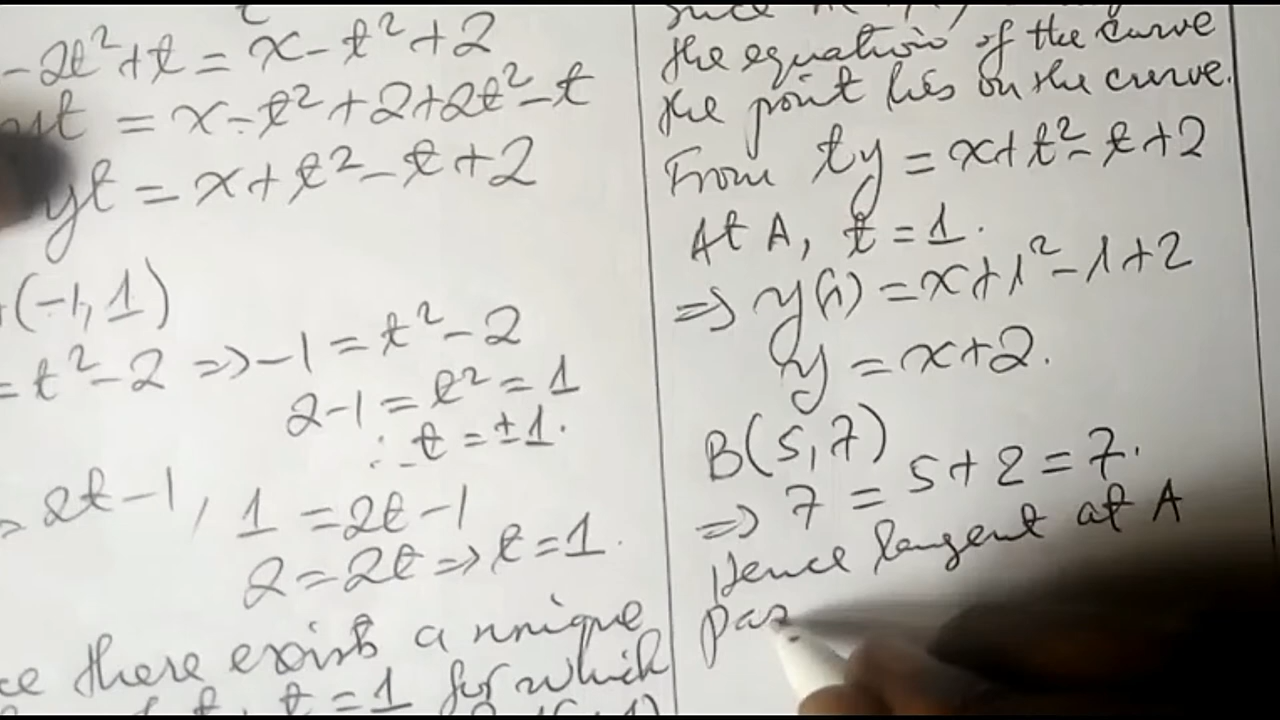 -2t²+t = x-t²+2
yt = x-t²+2+2t²-t
yt = x+t²-t+2
(-1, 1)
= t²-2 => -1 = t²-2
2-1 = t² = 1
∴ t = ±1.
2t-1, 1 = 2t-1
2 = 2t => t = 1.
there exists a unique
t = 1 for which
the equation of the curve
the point lies on the curve.
From ty = x+t²-t+2
At A, t = 1.
=> y(1) = x+1²-1+2
y = x+2.
B(5,7)
=> 7 = 5+2 = 7.
Hence tangent at A
pas